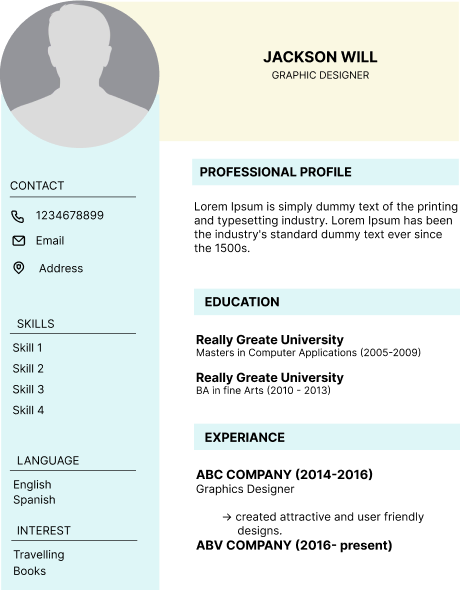 JACKSON WILL
GRAPHIC DESIGNER
CONTACT
1234678899
Email
Address
SKILLS
Skill 1
Skill 2
Skill 3
Skill 4
LANGUAGE
English
Spanish
INTEREST
Travelling
Books
PROFESSIONAL PROFILE
Lorem Ipsum is simply dummy text of the printing
and typesetting industry. Lorem Ipsum has been
the industry's standard dummy text ever since
the 1500s.
EDUCATION
Really Greate University
Masters in Computer Applications (2005-2009)
Really Greate University
BA in fine Arts (2010 - 2013)
EXPERIANCE
ABC COMPANY (2014-2016)
Graphics Designer
→ created attractive and user friendly
designs.
ABV COMPANY (2016- present)